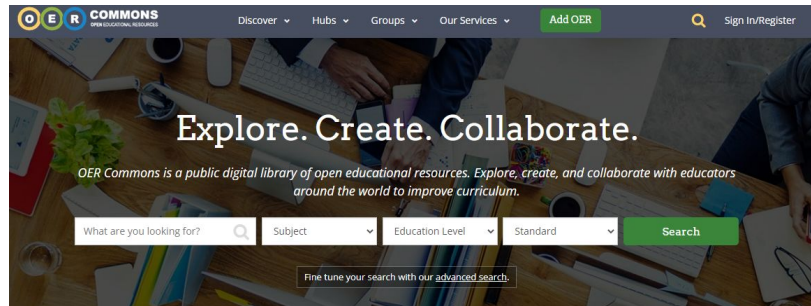 OER COMMONS
OPEN EDUCATIONAL RESOURCES
Discover Hubs Groups Our Services Add OER Sign In/Register
Explore. Create. Collaborate.
OER Commons is a public digital library of open educational resources. Explore, create, and collaborate with educators
around the world to improve curriculum.
What are you looking for? Subject Education Level Standard Search
Fine tune your search with our advanced search.